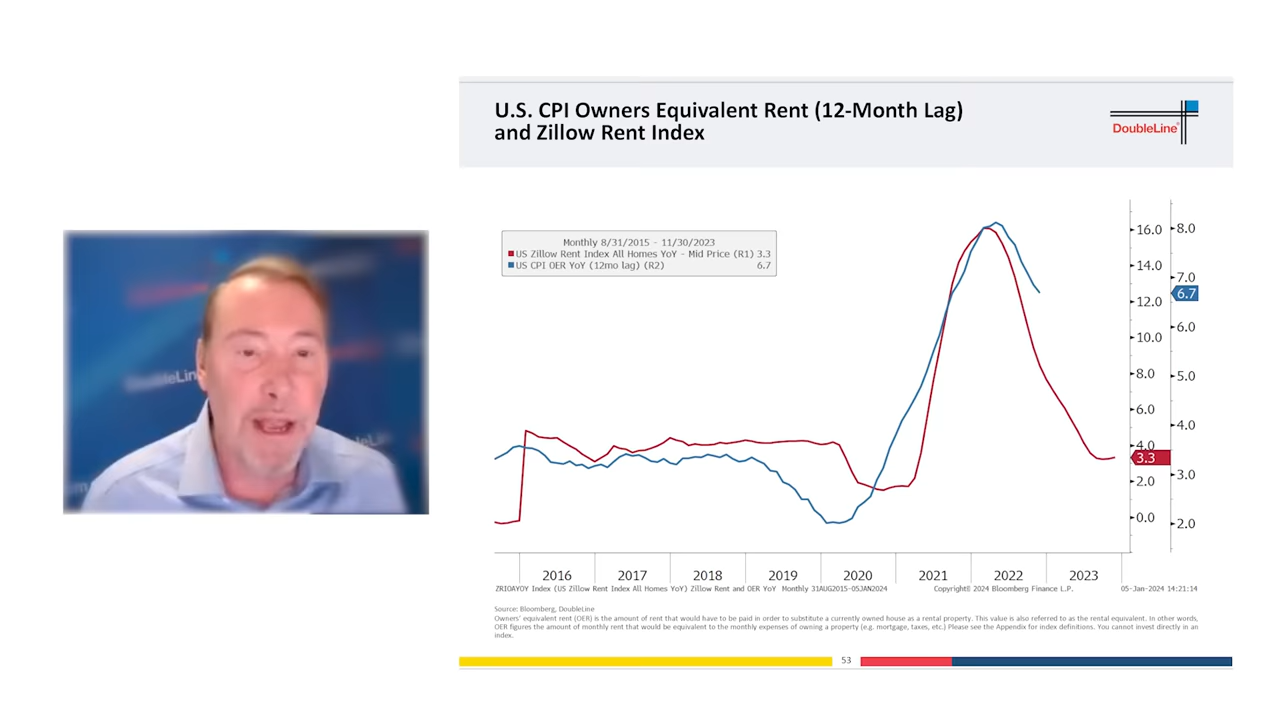 U.S. CPI Owners Equivalent Rent (12-Month Lag)
and Zillow Rent Index
DoubleLine®
Monthly 8/31/2015 - 11/30/2023
US Zillow Rent Index All Homes YoY - Mid Price (R1) 3.3
US CPI OER YoY (12mo lag) (R2) 6.7
16.0
14.0
12.0
10.0
8.0
6.0
4.0
3.3
2.0
0.0
8.0
7.0
6.7
6.0
5.0
4.0
3.0
2.0
2016 2017 2018 2019 2020 2021 2022 2023
ZRIOAYOY Index (US Zillow Rent Index All Homes YoY) Zillow Rent and OER YoY Monthly 31AUG2015-05JAN2024 Copyright© 2024 Bloomberg Finance L.P. 05-Jan-2024 14:21:14
Source: Bloomberg, DoubleLine
Owners' equivalent rent (OER) is the amount of rent that would have to be paid in order to substitute a currently owned house as a rental property. This value is also referred to as the rental equivalent. In other words,
OER figures the amount of monthly rent that would be equivalent to the monthly expenses of owning a property (e.g. mortgage, taxes, etc.) Please see the Appendix for index definitions. You cannot invest directly in an
index.
53
DoubleLin